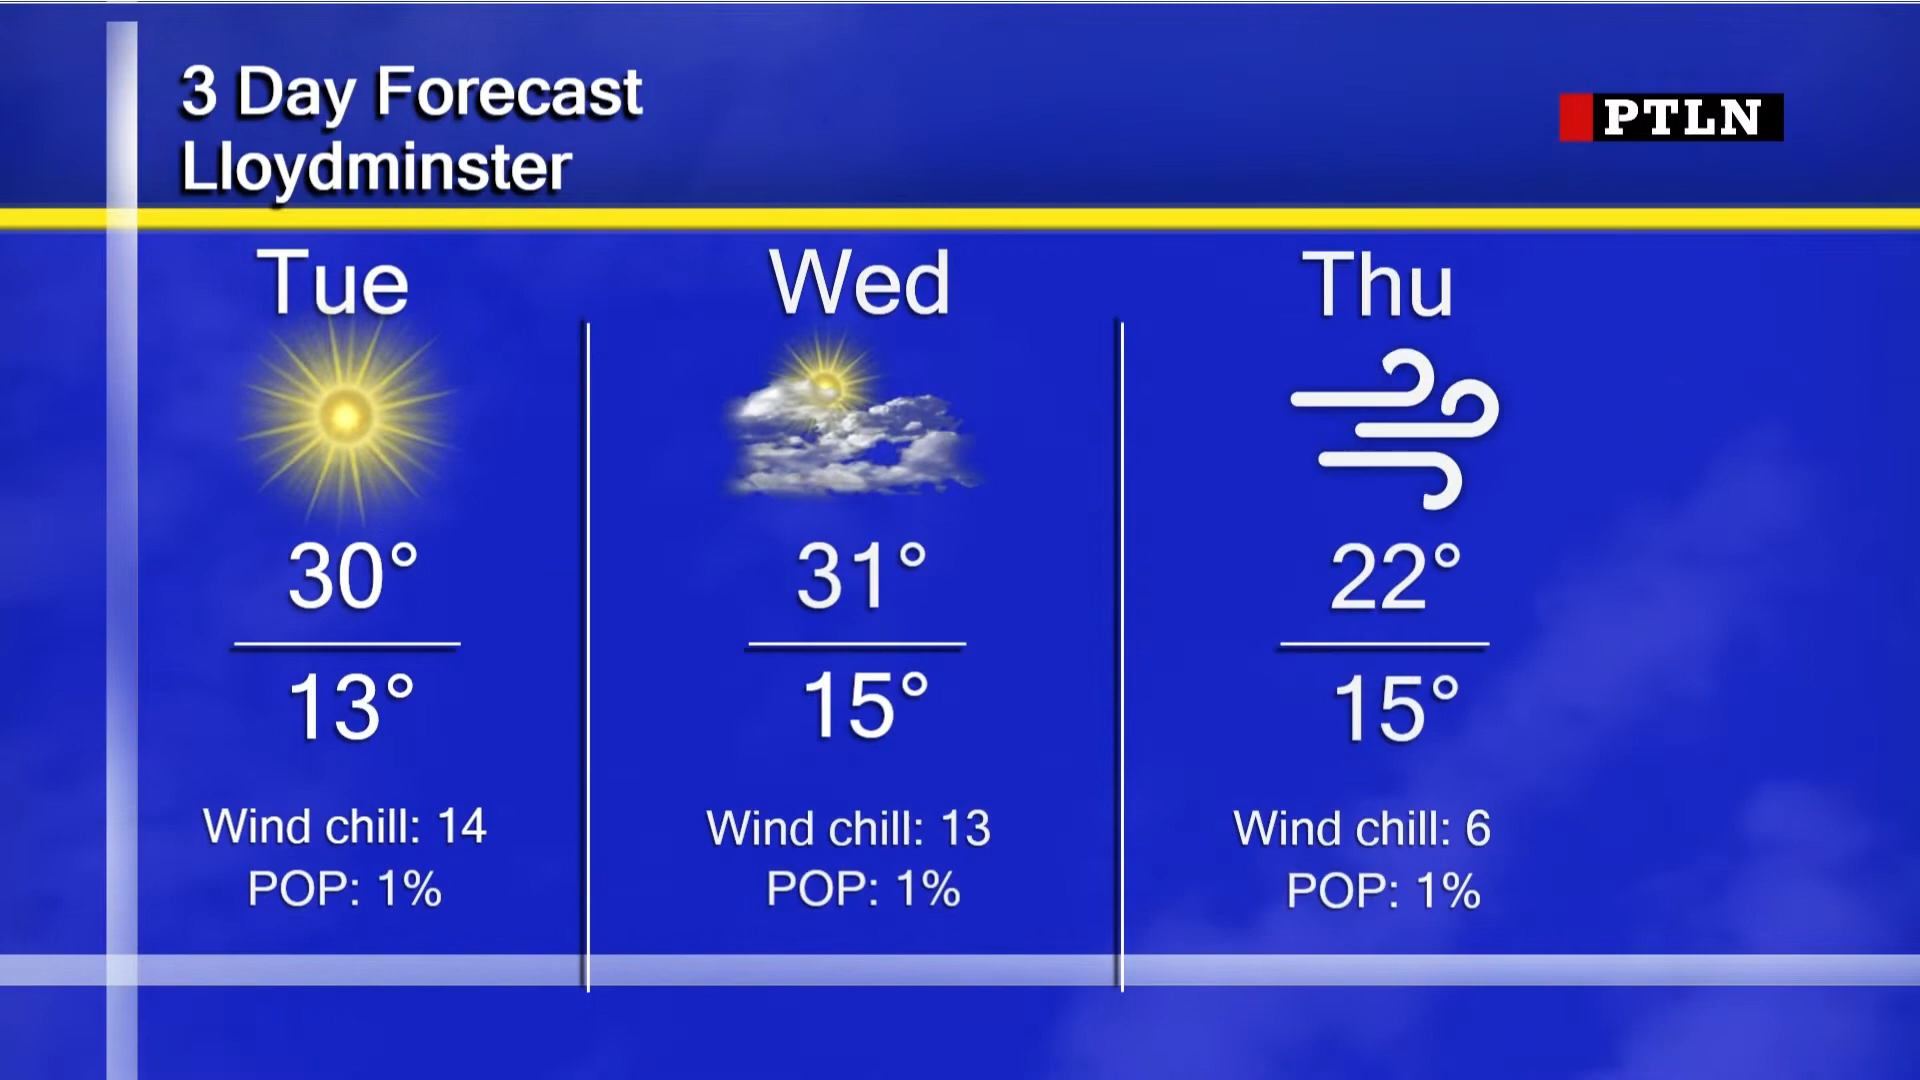 3 Day Forecast
Lloydminster
PTLN
Tue
30°
13°
Wind chill: 14
POP: 1%
Wed
31°
15°
Wind chill: 13
POP: 1%
Thu
22°
15°
Wind chill: 6
POP: 1%